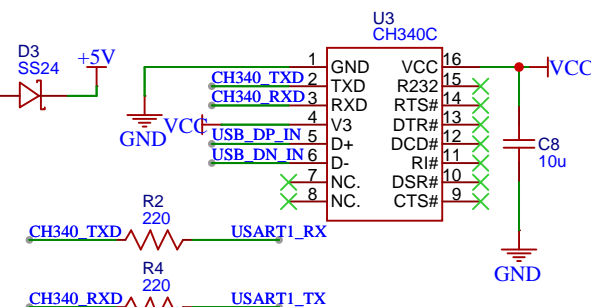 U3
CH340C
D3
SS24
+5V
1 GND VCC 16 VCC
CH340_TXD 2 TXD R232 15
CH340_RXD 3 RXD RTS# 14
GND VCC 4 V3 DTR# 13
USB_DP_IN 5 D+ DCD# 12
USB_DN_IN 6 D- RI# 11
7 NC. DSR# 10
8 NC. CTS# 9
C8
10u
GND
R2
220
CH340_TXD USART1_RX
R4
220
CH340_RXD USART1_TX